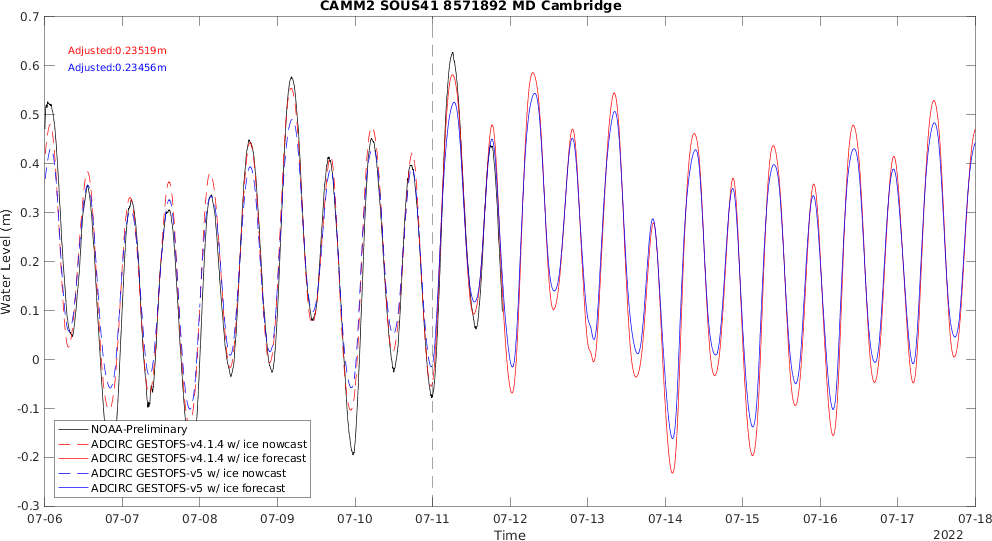 CAMM2 SOUS41 8571892 MD Cambridge
0.7
0.6
0.5
0.4
0.3
0.2
0.1
0
-0.1
-0.2
-0.3
Water Level (m)
Adjusted:0.23519m
Adjusted:0.23456m
NOAA-Preliminary
ADCIRC GESTOFS-v4.1.4 w/ ice nowcast
ADCIRC GESTOFS-v4.1.4 w/ ice forecast
ADCIRC GESTOFS-v5 w/ ice nowcast
ADCIRC GESTOFS-v5 w/ ice forecast
07-06 07-07 07-08 07-09 07-10 07-11 07-12 07-13 07-14 07-15 07-16 07-17 07-18
Time
2022